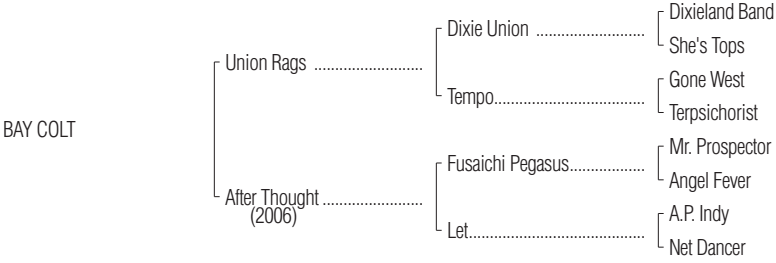 Dixieland Band
Dixie Union ..........................
She's Tops
Union Rags ..........................
Gone West
Tempo....................................
Terpsichorist
BAY COLT
Mr. Prospector
Fusaichi Pegasus..................
Angel Fever
After Thought ........................
(2006)
A.P. Indy
Let..........................................
Net Dancer